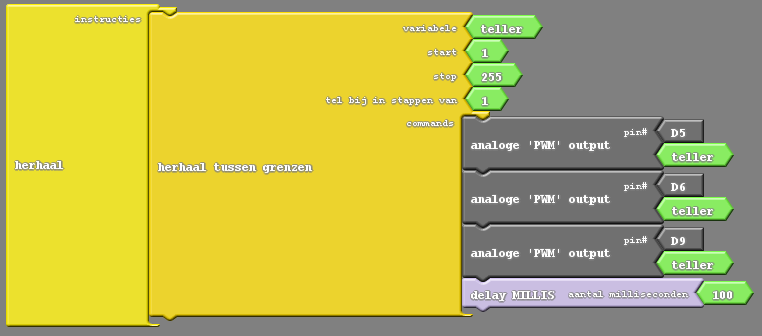 herhaal
instructies
herhaal tussen grenzen
variabele teller
start 1
stop 255
tel bij in stappen van 1
commands
analoge 'PWM' output
pin# D5
teller
analoge 'PWM' output
pin# D6
teller
analoge 'PWM' output
pin# D9
teller
delay MILLIS aantal milliseconden 100